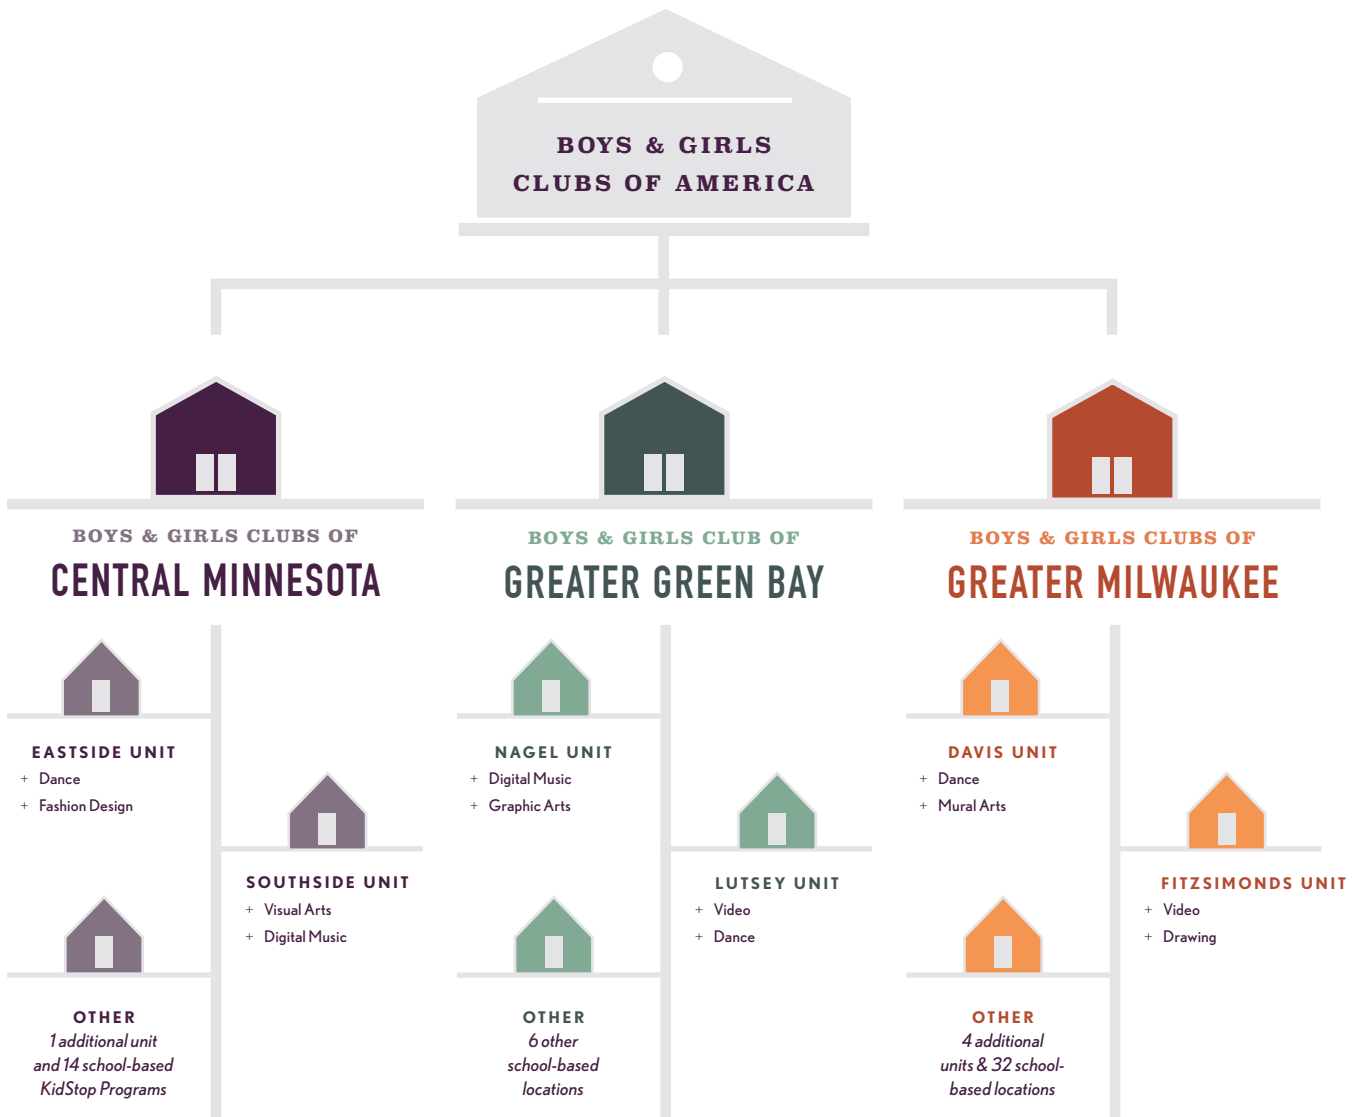 BOYS & GIRLS
CLUBS OF AMERICA
BOYS & GIRLS CLUBS OF
CENTRAL MINNESOTA
EASTSIDE UNIT
+ Dance
+ Fashion Design
SOUTHSIDE UNIT
+ Visual Arts
+ Digital Music
OTHER
1 additional unit
and 14 school-based
KidStop Programs
BOYS & GIRLS CLUB OF
GREATER GREEN BAY
NAGEL UNIT
+ Digital Music
+ Graphic Arts
LUTSEY UNIT
+ Video
+ Dance
OTHER
6 other
school-based
locations
BOYS & GIRLS CLUBS OF
GREATER MILWAUKEE
DAVIS UNIT
+ Dance
+ Mural Arts
FITZSIMONDS UNIT
+ Video
+ Drawing
OTHER
4 additional
units & 32 school-
based locations